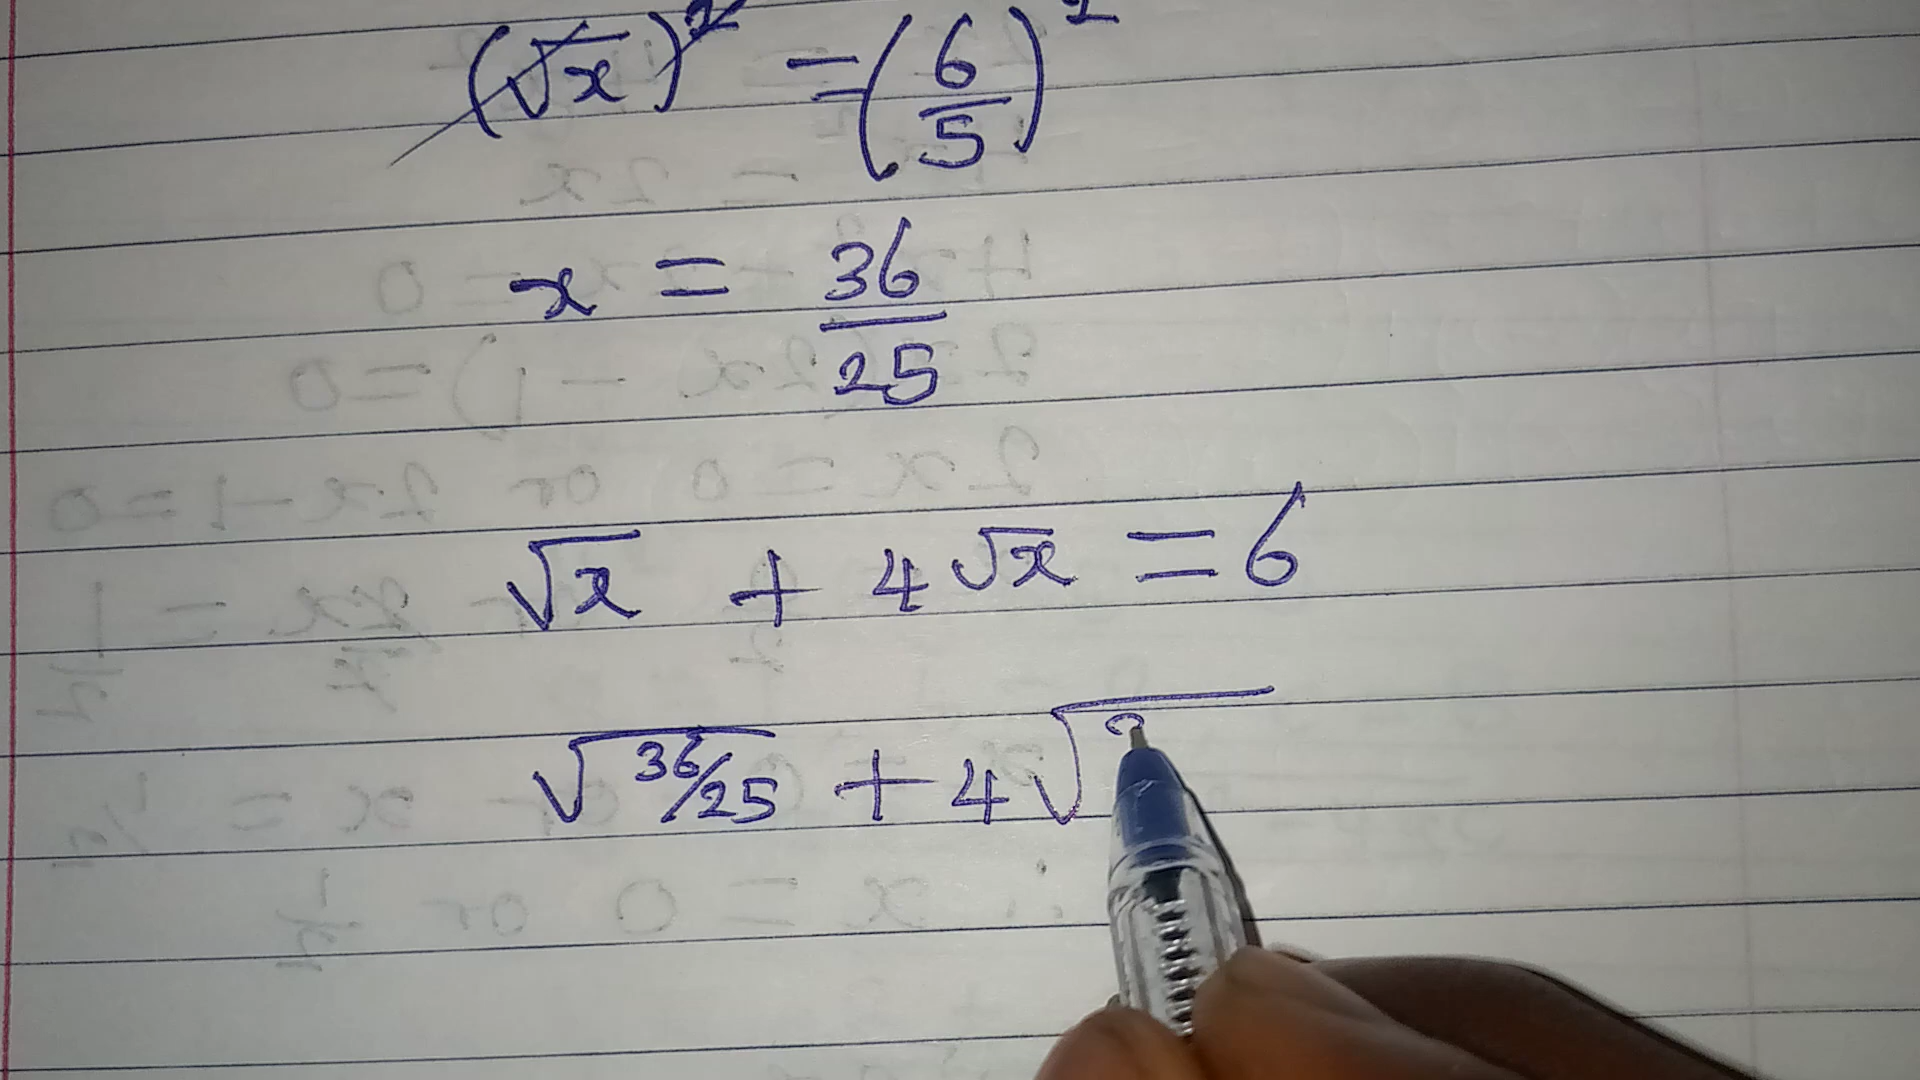 (√x)² = (6/5)²
x = 36/25
√x + 4√x = 6
√36/25 + 4√